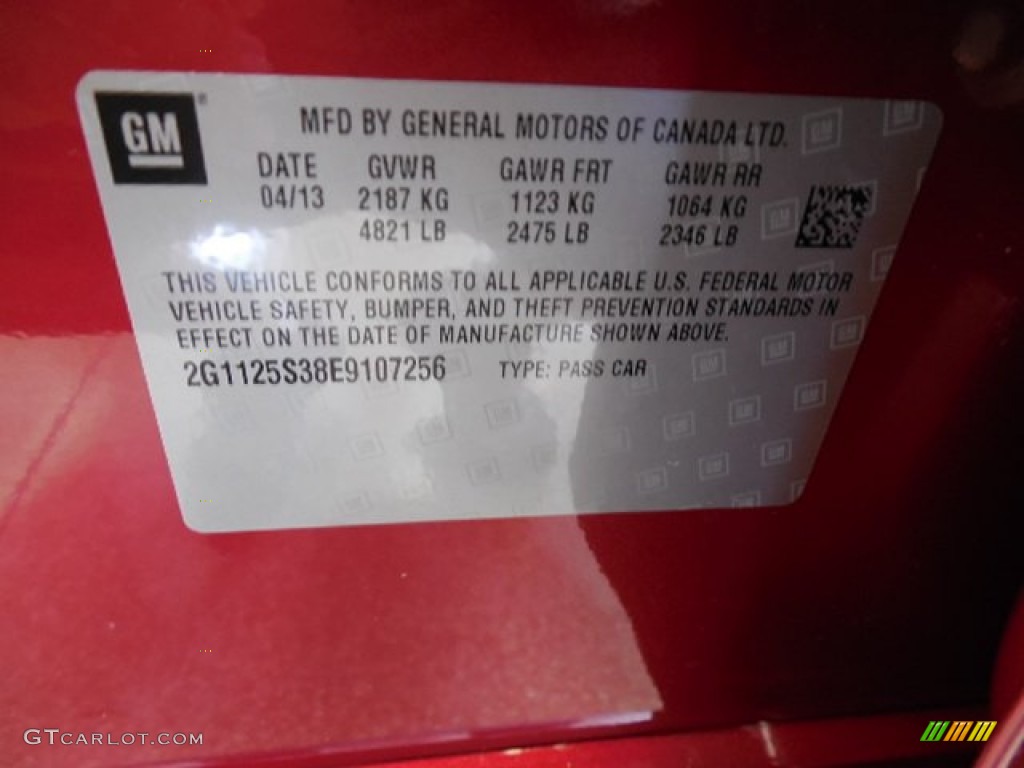 GM®
MFD BY GENERAL MOTORS OF CANADA LTD.
DATE GVWR GAWR FRT GAWR RR
04/13 2187 KG 1123 KG 1064 KG
4821 LB 2475 LB 2346 LB
THIS VEHICLE CONFORMS TO ALL APPLICABLE U.S. FEDERAL MOTOR
VEHICLE SAFETY, BUMPER, AND THEFT PREVENTION STANDARDS IN
EFFECT ON THE DATE OF MANUFACTURE SHOWN ABOVE.
2G1125S38E9107256 TYPE: PASS CAR
GTCARLOT.COM